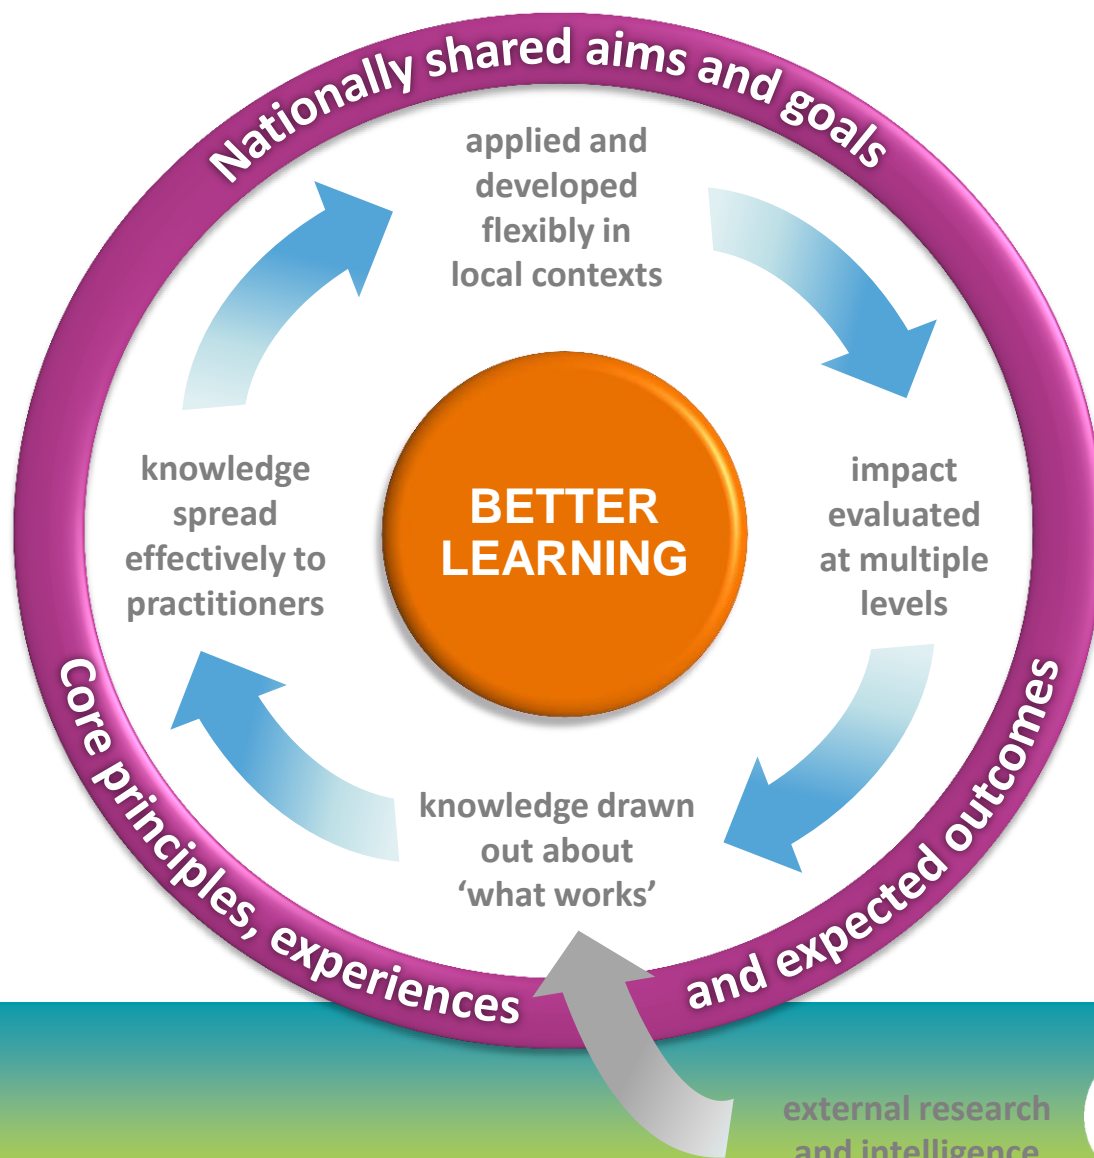 Nationally shared aims and goals
applied and
developed
flexibly in
local contexts
knowledge
spread
effectively to
practitioners
BETTER
LEARNING
impact
evaluated
at multiple
levels
knowledge drawn
out about
‘what works’
Core principles, experiences
and expected outcomes
external research
and intelligence